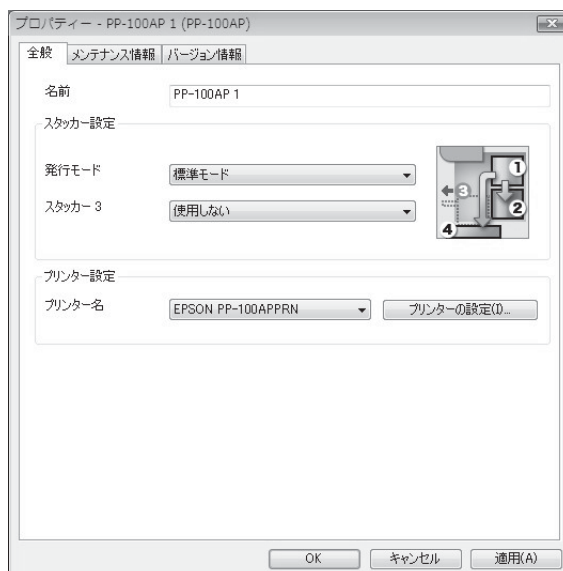 プロパティー - PP-100AP 1 (PP-100AP)
全般 メンテナンス情報 バージョン情報
名前 PP-100AP 1
スタッカー設定
発行モード 標準モード
スタッカー 3 使用しない
1
3
2
4
プリンター設定
プリンター名 EPSON PP-100APPRN プリンターの設定(I)...
OK キャンセル 適用(A)